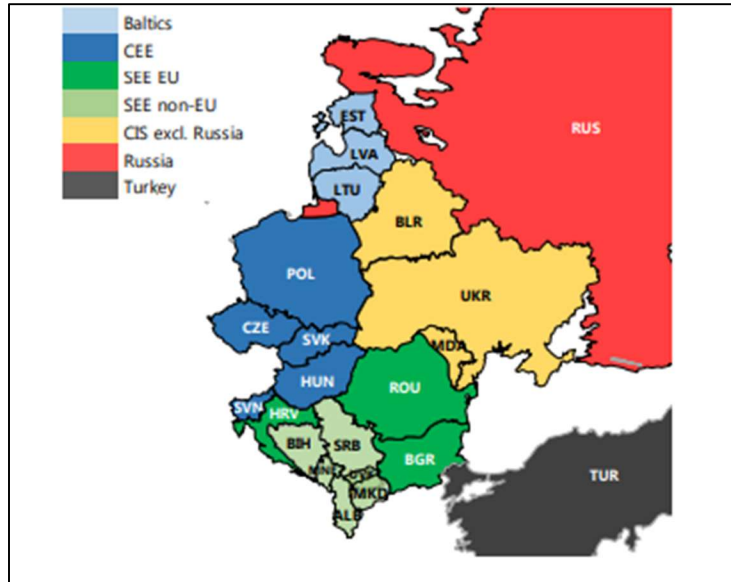 Baltics
CEE
SEE EU
SEE non-EU
CIS excl. Russia
Russia
Turkey
EST
RUS
LVA
LTU
BLR
POL
UKR
CZE
SVK
MDA
HUN
ROU
SVN
HRV
BIH
SRB
BGR
TUR
MKD
ALB